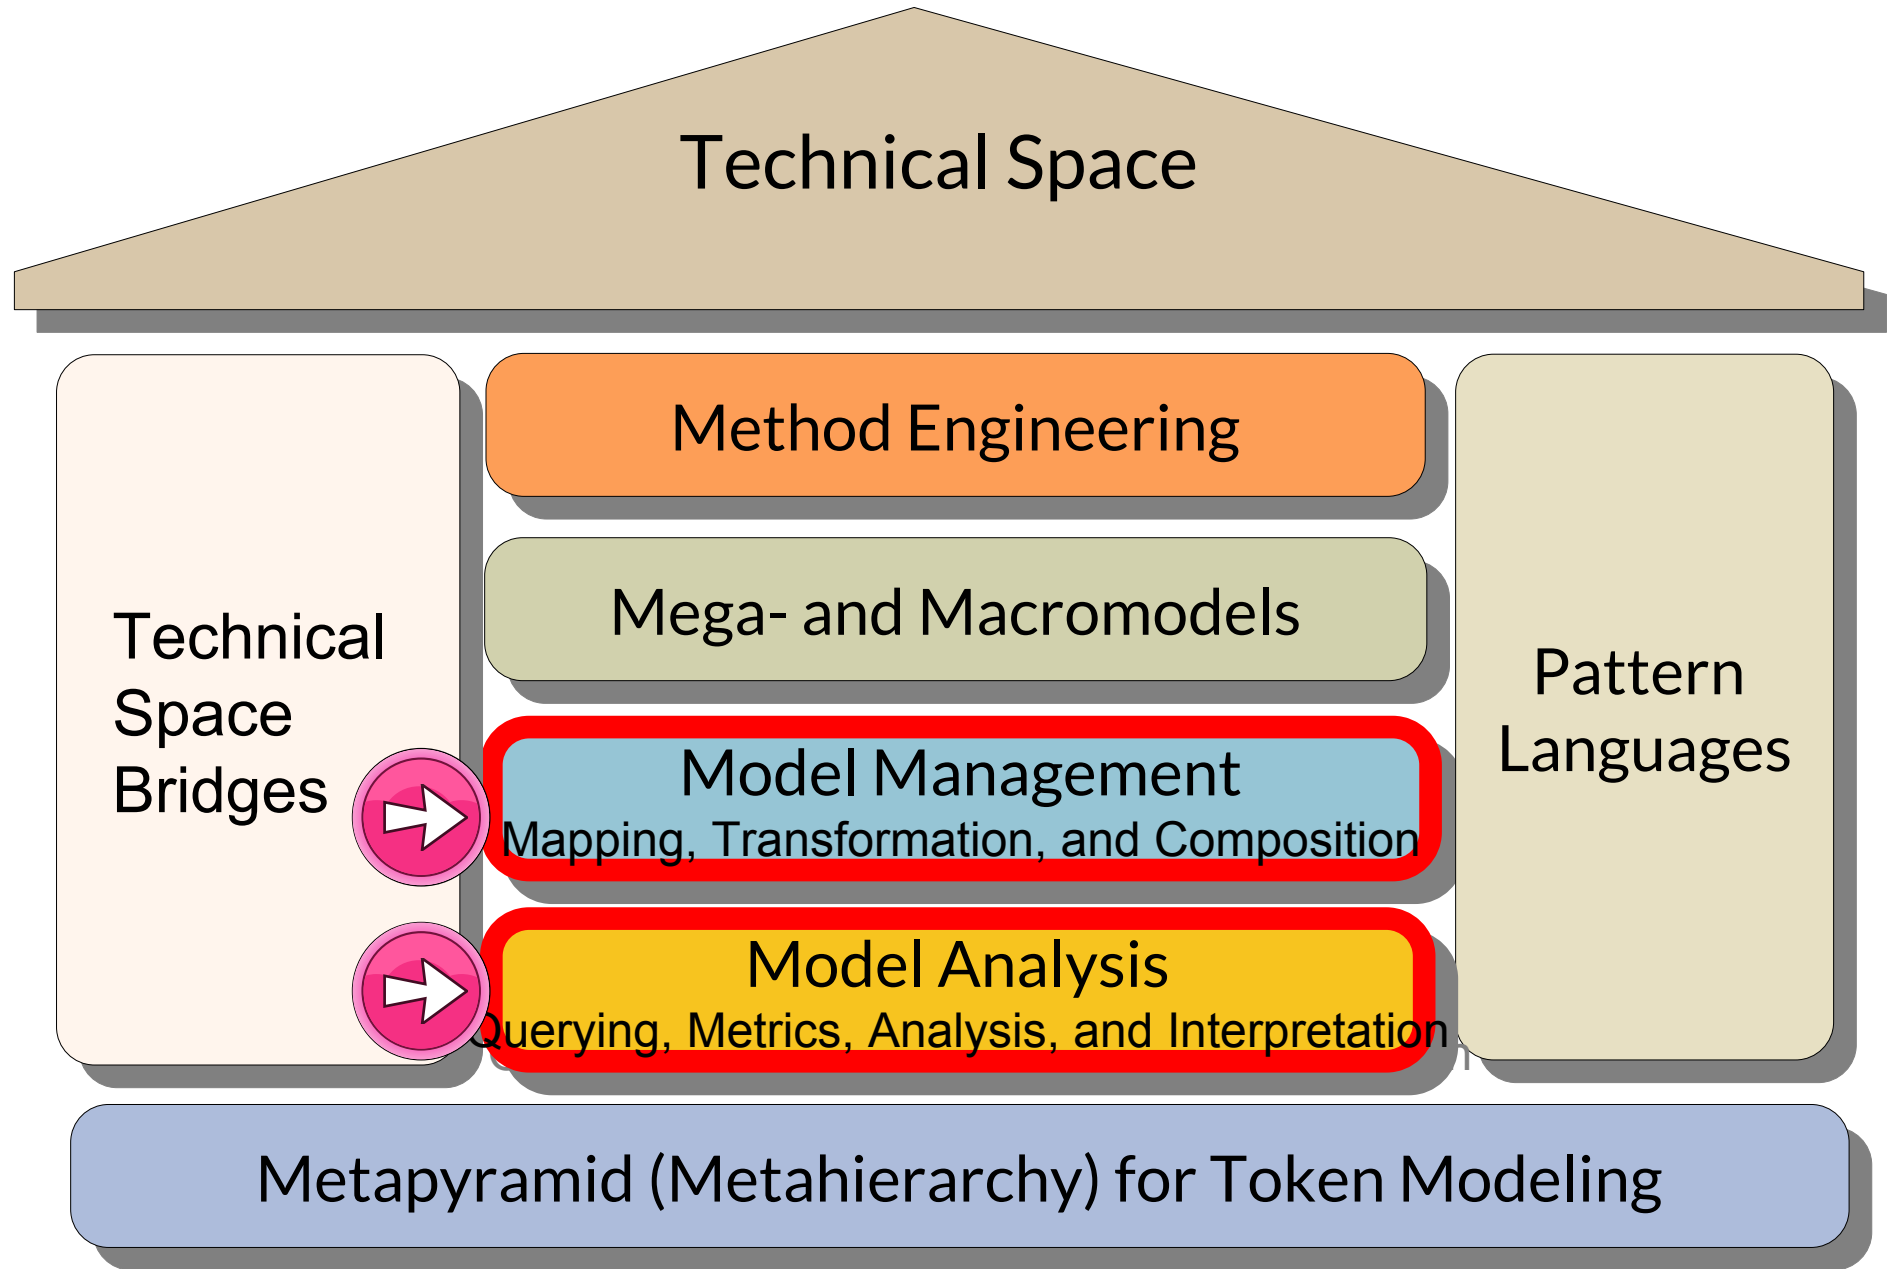 Technical Space
Method Engineering
Mega- and Macromodels
Technical
Space
Bridges
Pattern
Languages
Model Management
Mapping, Transformation, and Composition
Model Analysis
Querying, Metrics, Analysis, and Interpretation
Metapyramid (Metahierarchy) for Token Modeling